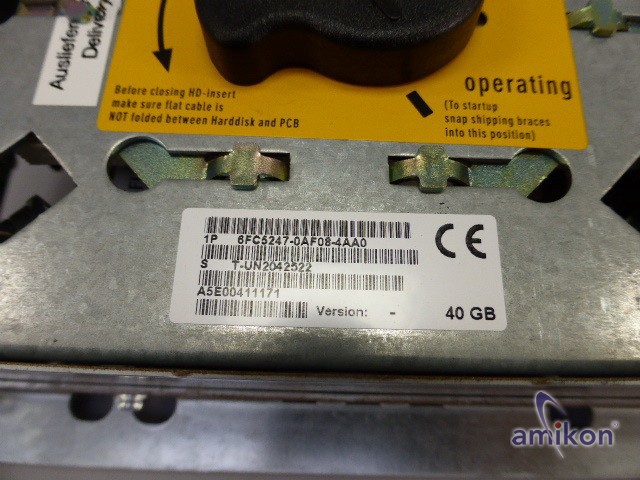 Ausliefer
Delivery
Before closing HD-insert
make sure flat cable is
NOT folded between Harddisk and PCB
operating
(To startup
snap shipping braces
into this position)
1P 6FC5247-0AF08-4AA0
S T-UN2042522
A5E00411171
Version: -
40 GB
CE
amikon